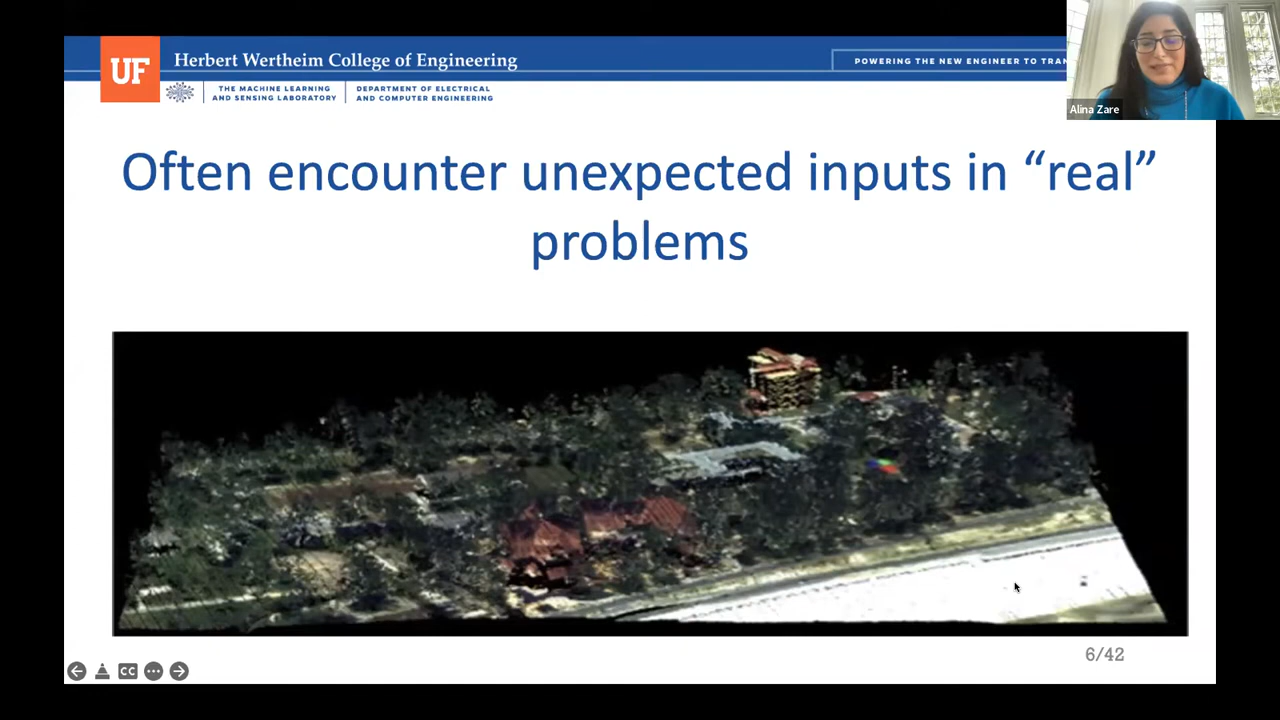 UF
Herbert Wertheim College of Engineering
POWERING THE NEW ENGINEER TO TRAN
THE MACHINE LEARNING
AND SENSING LABORATORY
DEPARTMENT OF ELECTRICAL
AND COMPUTER ENGINEERING
Alina Zare
Often encounter unexpected inputs in “real”
problems
6/42
CC